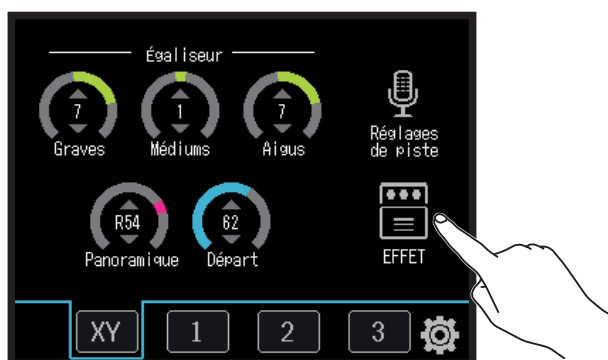 Égaliseur
7
1
7
Graves
Médiums
Aigus
Réglages
de piste
R54
62
Panoramique
Départ
EFFET
XY
1
2
3